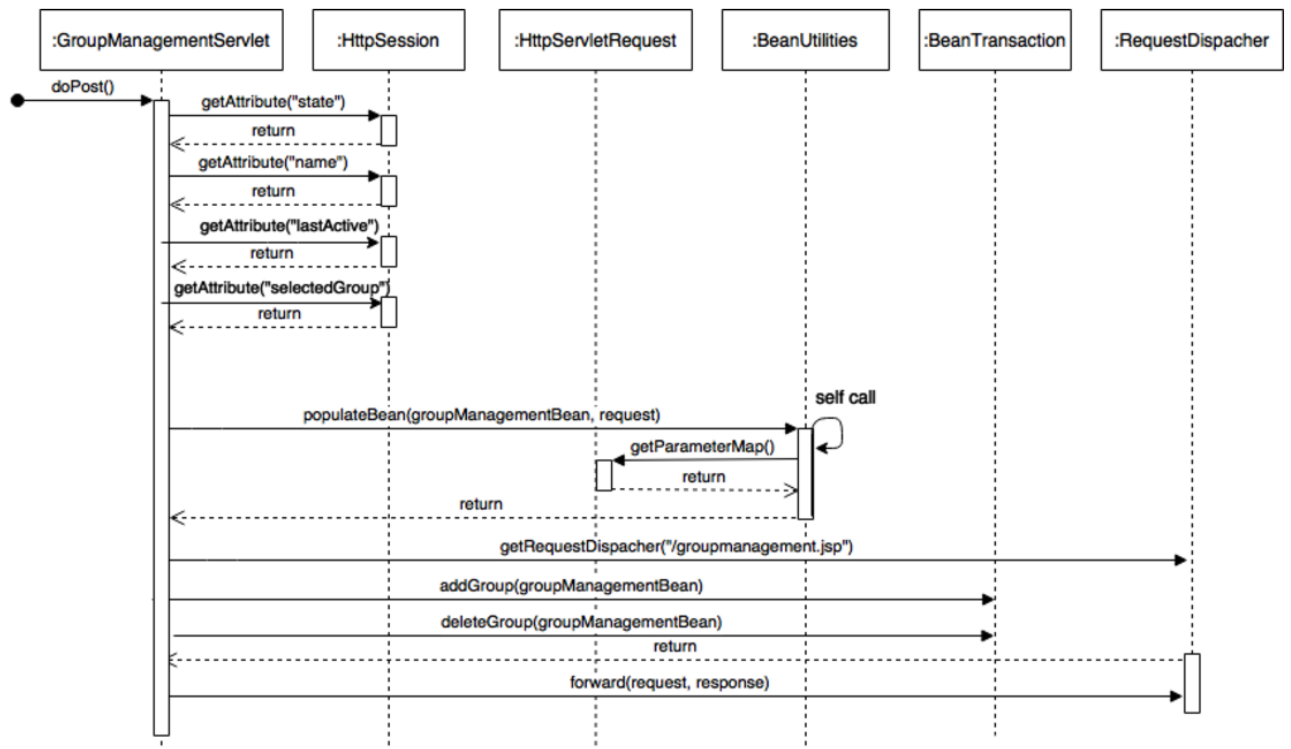 :GroupManagementServlet
:HttpSession
:HttpServletRequest
:BeanUtilities
:BeanTransaction
:RequestDispacher
doPost()
getAttribute("state")
return
getAttribute("name")
return
getAttribute("lastActive")
return
getAttribute("selectedGroup")
return
self call
populateBean(groupManagementBean, request)
getParameterMap()
return
return
getRequestDispacher("/groupmanagement.jsp")
addGroup(groupManagementBean)
deleteGroup(groupManagementBean)
return
forward(request, response)